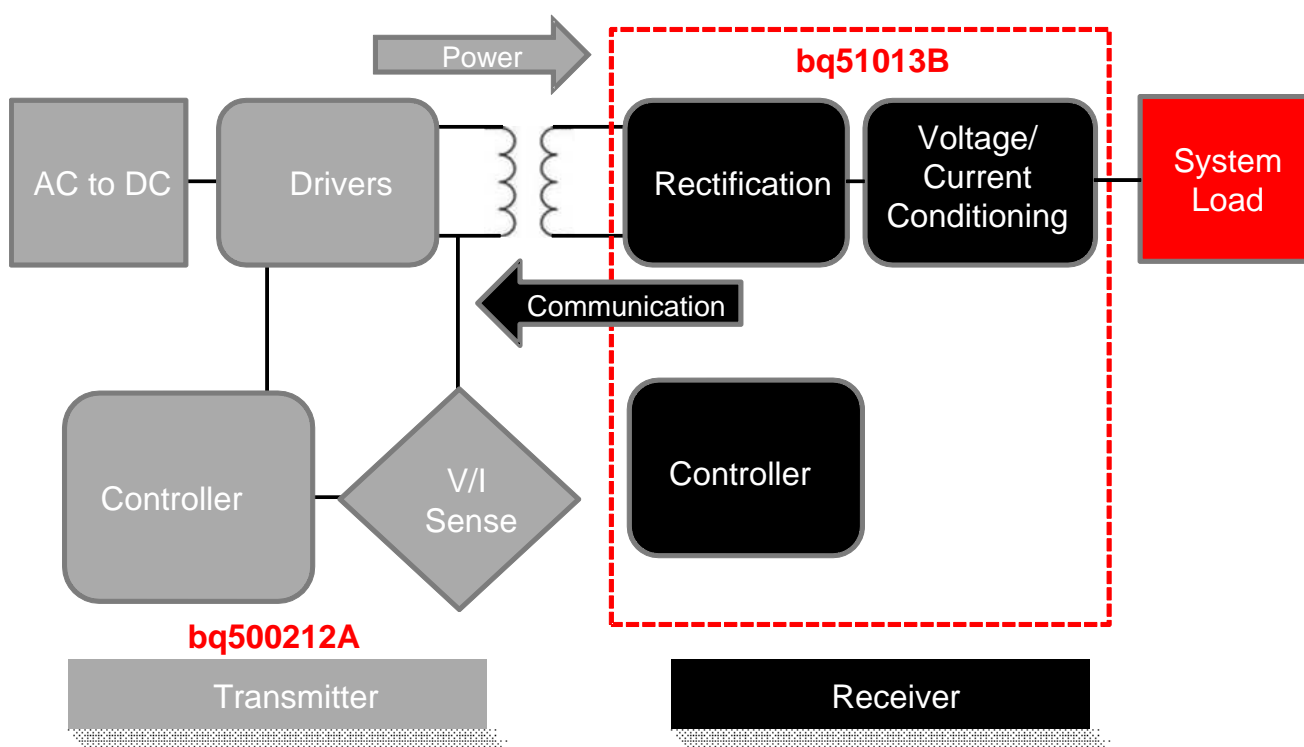 Power
bq51013B
AC to DC
Drivers
Rectification
Voltage/
Current
Conditioning
System
Load
Communication
Controller
V/I
Sense
Controller
bq500212A
Transmitter
Receiver